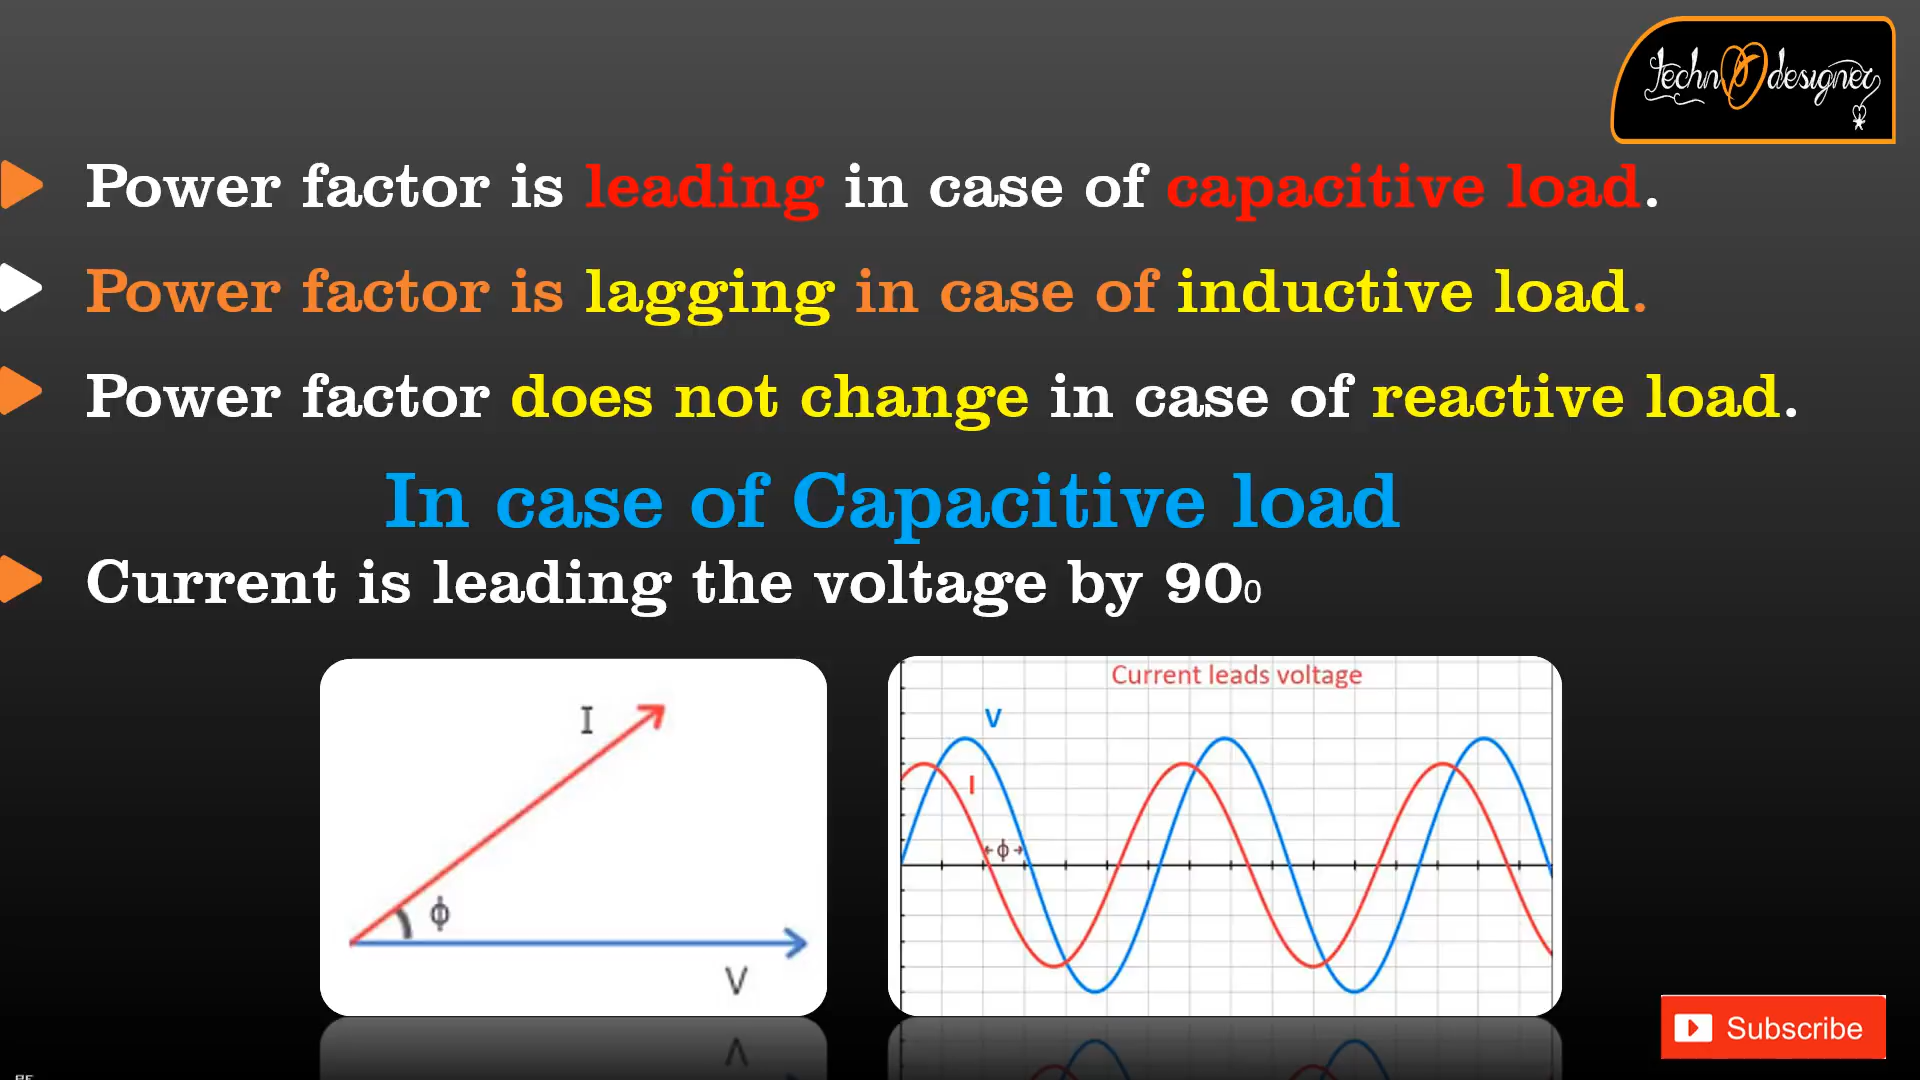 techno designer
Power factor is leading in case of capacitive load.
Power factor is lagging in case of inductive load.
Power factor does not change in case of reactive load.
In case of Capacitive load
Current is leading the voltage by 90₀
I
ϕ
V
Current leads voltage
V
I
ϕ
Subscribe